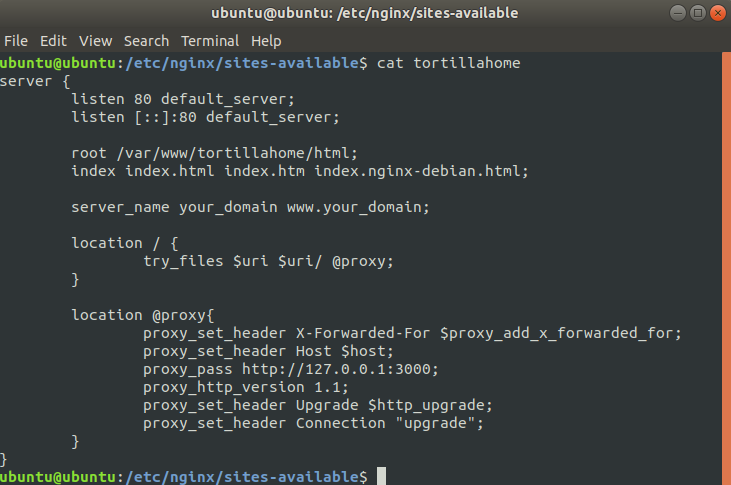 ubuntu@ubuntu: /etc/nginx/sites-available
File Edit View Search Terminal Help
ubuntu@ubuntu:/etc/nginx/sites-available$ cat tortillahome
server {
        listen 80 default_server;
        listen [::]:80 default_server;

        root /var/www/tortillahome/html;
        index index.html index.htm index.nginx-debian.html;

        server_name your_domain www.your_domain;

        location / {
                try_files $uri $uri/ @proxy;
        }

        location @proxy{
                proxy_set_header X-Forwarded-For $proxy_add_x_forwarded_for;
                proxy_set_header Host $host;
                proxy_pass http://127.0.0.1:3000;
                proxy_http_version 1.1;
                proxy_set_header Upgrade $http_upgrade;
                proxy_set_header Connection "upgrade";
        }
}
ubuntu@ubuntu:/etc/nginx/sites-available$